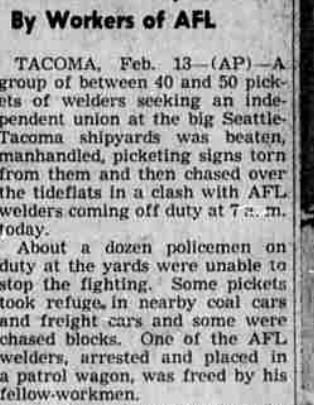 By Workers of AFL
TACOMA, Feb. 13—(AP)—A
group of between 40 and 50 pick-
ets of welders seeking an inde-
pendent union at the big Seattle-
Tacoma shipyards was beaten,
manhandled, picketing signs torn
from them and then chased over
the tideflats in a clash with AFL
welders coming off duty at 7 a. m.
today.
About a dozen policemen on
duty at the yards were unable to
stop the fighting. Some pickets
took refuge in nearby coal cars
and freight cars and some were
chased blocks. One of the AFL
welders, arrested and placed in
a patrol wagon, was freed by his
fellow-workmen.